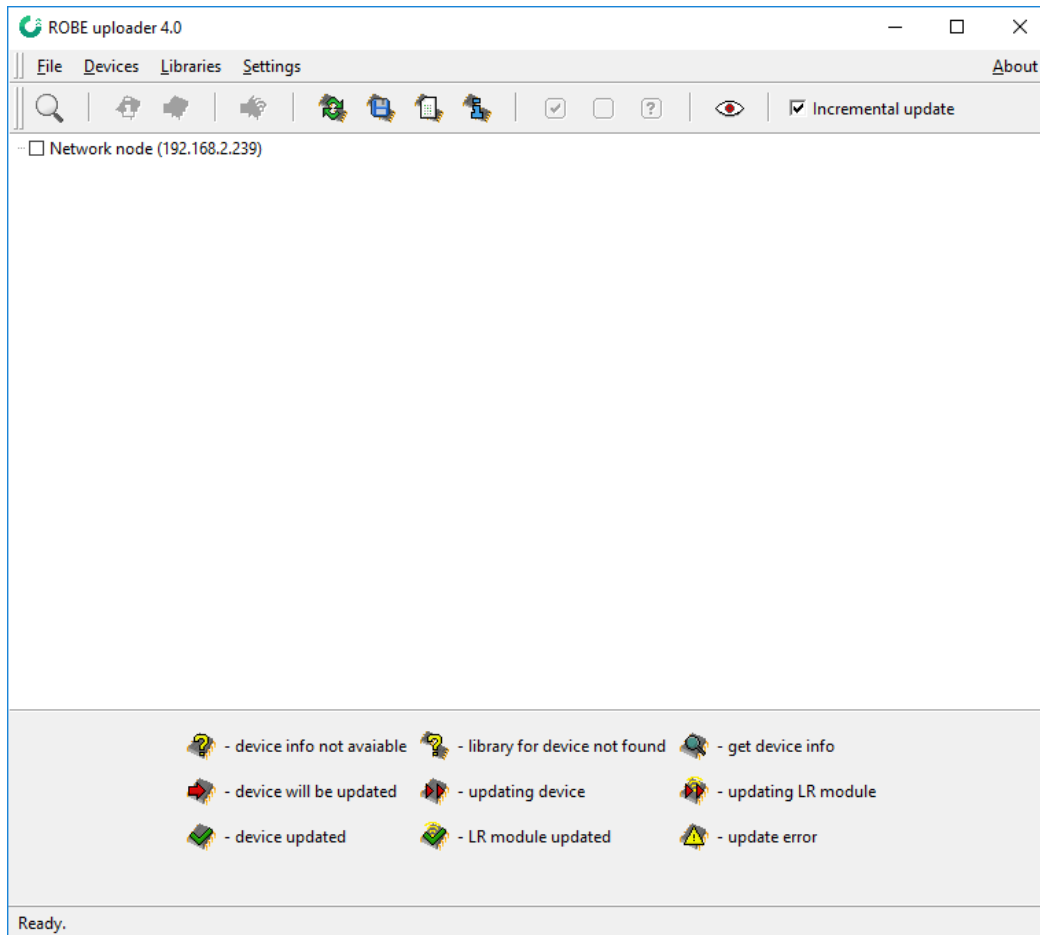 ROBE uploader 4.0
File Devices Libraries Settings About
Incremental update
Network node (192.168.2.239)
- device info not avaiable - library for device not found - get device info
- device will be updated - updating device - updating LR module
- device updated - LR module updated - update error
Ready.